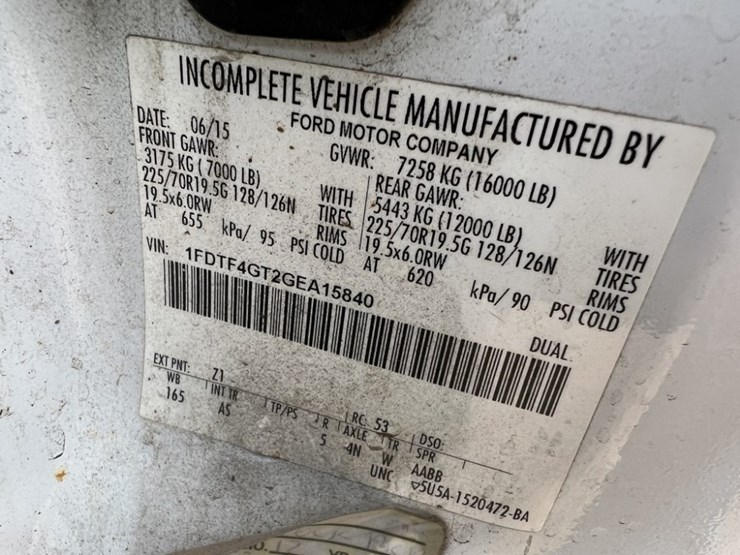 INCOMPLETE VEHICLE MANUFACTURED BY
FORD MOTOR COMPANY
DATE: 06/15 GVWR: 7258 KG (16000 LB)
FRONT GAWR: REAR GAWR:
3175 KG ( 7000 LB) WITH 5443 KG (12000 LB) WITH
225/70R19.5G 128/126N TIRES 225/70R19.5G 128/126N TIRES
19.5x6.0RW RIMS 19.5x6.0RW RIMS
AT 655 kPa/ 95 PSI COLD AT 620 kPa/ 90 PSI COLD
VIN: 1FDTF4GT2GEA15840 DUAL
EXT PNT: Z1 RC: 53 DSO:
WB INT TR TP/PS R AXLE TR SPR
165 AS 5 4N W AABB
UNC 5U5A-1520472-BA